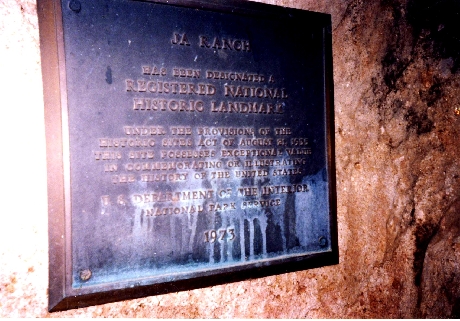 JA RANCH
HAS BEEN DESIGNATED A
REGISTERED NATIONAL
HISTORIC LANDMARK
UNDER THE PROVISIONS OF THE
HISTORIC SITES ACT OF AUGUST 21, 1935
THIS SITE POSSESSES EXCEPTIONAL VALUE
IN COMMEMORATING OR ILLUSTRATING
THE HISTORY OF THE UNITED STATES
U.S. DEPARTMENT OF THE INTERIOR
NATIONAL PARK SERVICE
1973